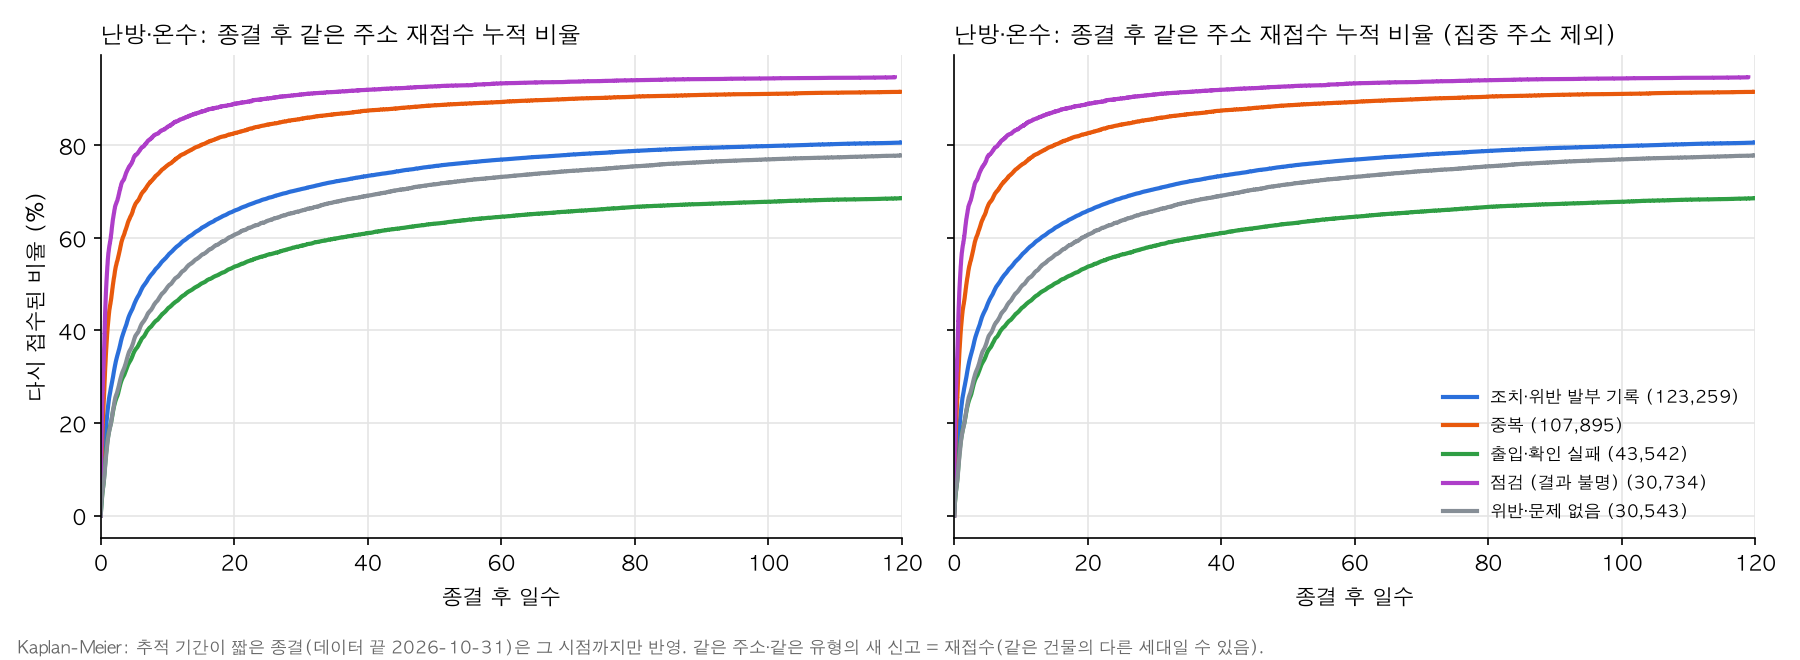 난방·온수: 종결 후 같은 주소 재접수 누적 비율
난방·온수: 종결 후 같은 주소 재접수 누적 비율 (집중 주소 제외)
다시 접수된 비율 (%)
80
60
40
20
0
0 20 40 60 80 100 120
종결 후 일수
조치·위반 발부 기록 (123,259)
중복 (107,895)
출입·확인 실패 (43,542)
점검 (결과 불명) (30,734)
위반·문제 없음 (30,543)
0 20 40 60 80 100 120
종결 후 일수
Kaplan-Meier: 추적 기간이 짧은 종결(데이터 끝 2026-10-31)은 그 시점까지만 반영. 같은 주소·같은 유형의 새 신고 = 재접수(같은 건물의 다른 세대일 수 있음).